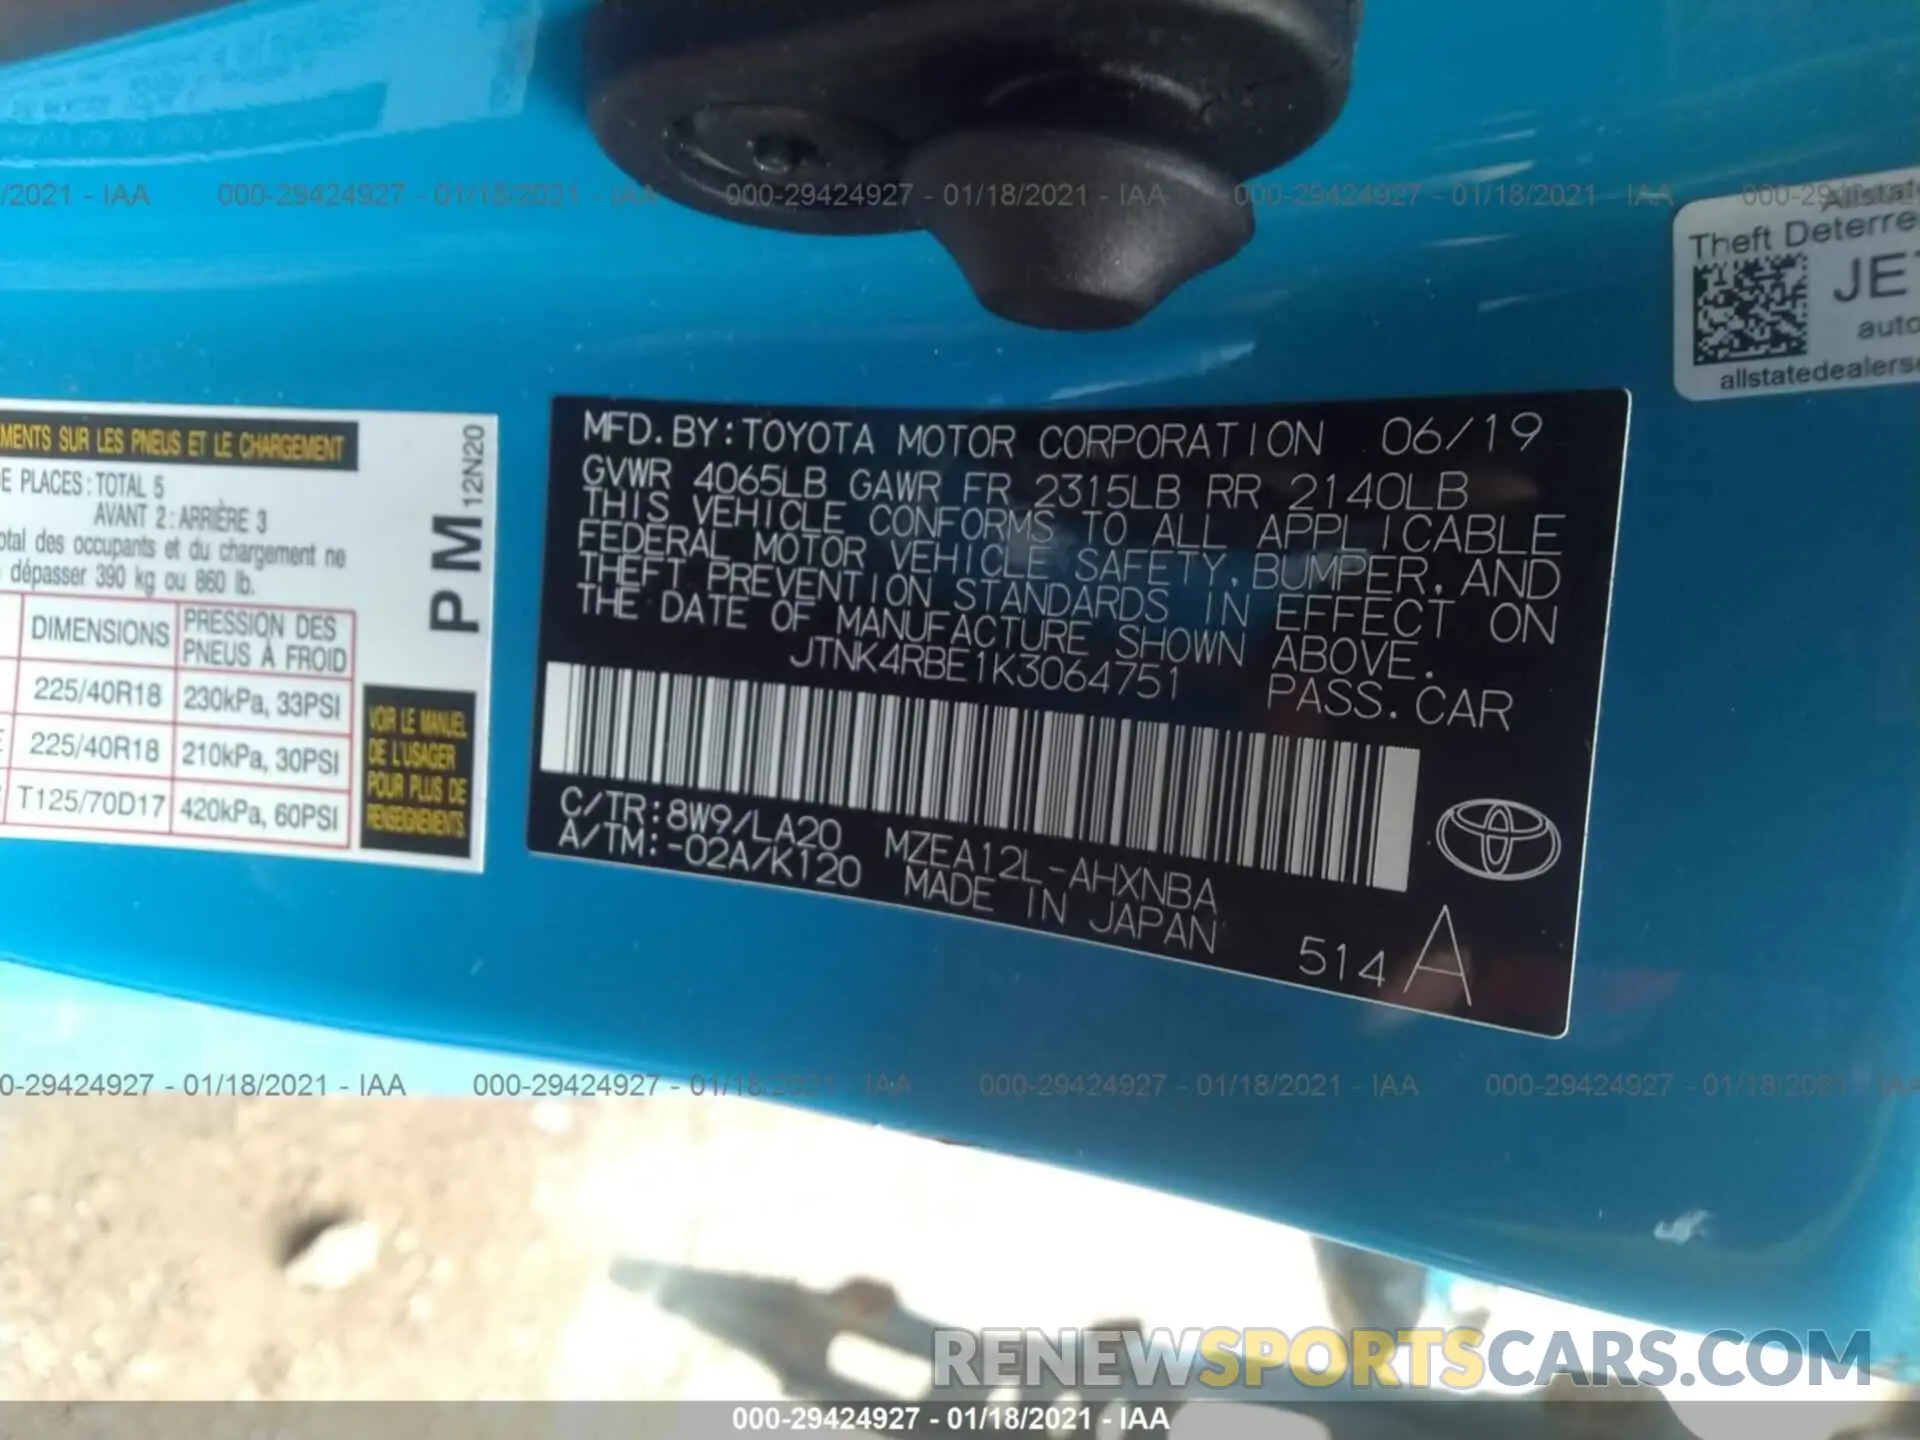 /2021 - IAA 000-29424927 - 01/18/2021 - IAA 000-29424927 - 01/18/2021 - IAA 000-29424927 - 01/18/2021 - IAA
Allstate
Theft Deterre
JE
auto
allstatedealers
MENTS SUR LES PNEUS ET LE CHARGEMENT
E PLACES: TOTAL 5
AVANT 2: ARRIÈRE 3
otal des occupants et du chargement ne
dépasser 390 kg ou 860 lb.
DIMENSIONS PRESSION DES
PNEUS À FROID
225/40R18 230kPa, 33PSI
225/40R18 210kPa, 30PSI
T125/70D17 420kPa, 60PSI
PM 12N20
VOIR LE MANUEL
DE L'USAGER
POUR PLUS DE
RENSEIGNEMENTS.
MFD. BY: TOYOTA MOTOR CORPORATION 06/19
GVWR 4065LB GAWR FR 2315LB RR 2140LB
THIS VEHICLE CONFORMS TO ALL APPLICABLE
FEDERAL MOTOR VEHICLE SAFETY, BUMPER, AND
THEFT PREVENTION STANDARDS IN EFFECT ON
THE DATE OF MANUFACTURE SHOWN ABOVE.
JTNK4RBE1K3064751 PASS. CAR
C/TR: 8W9/LA20 MZEA12L-AHXNBA
A/TM: -02A/K120 MADE IN JAPAN
514 A
0-29424927 - 01/18/2021 - IAA 000-29424927 - 01/18/2021 - IAA 000-29424927 - 01/18/2021 - IAA 000-29424927 - 01/18/2021 - IAA
RENEWSPORTSCARS.COM
000-29424927 - 01/18/2021 - IAA